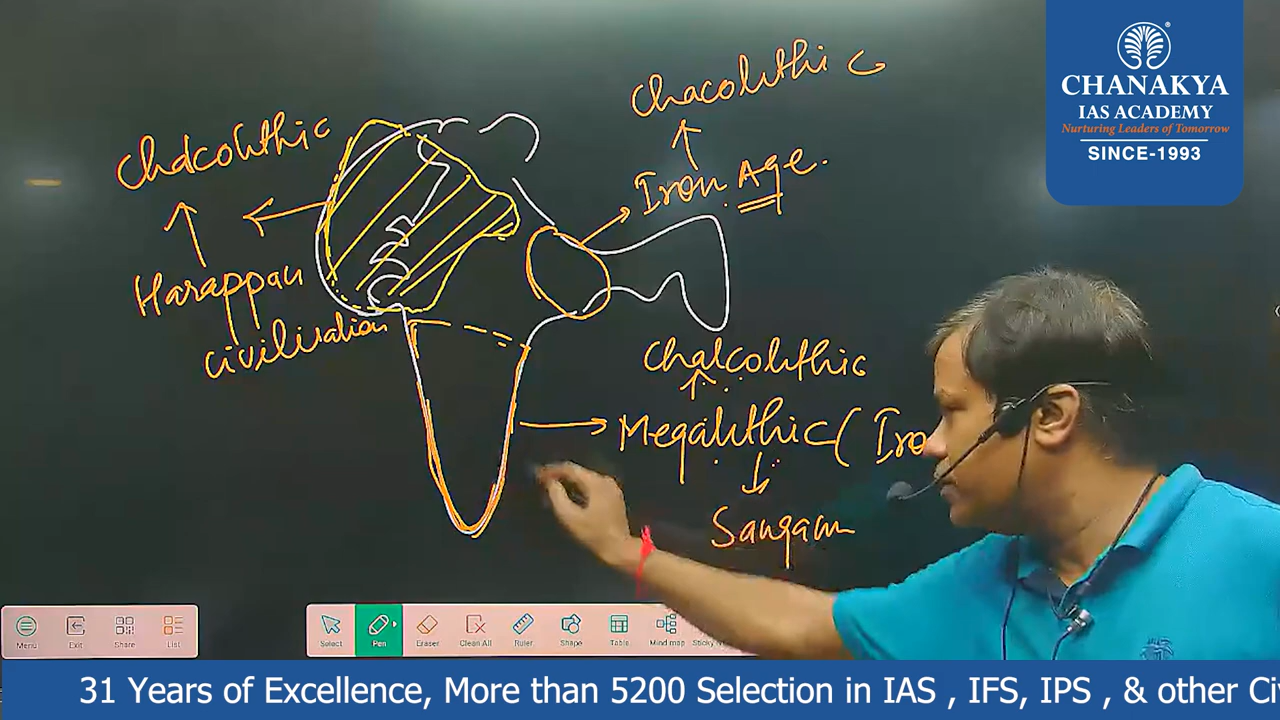 Chalcolithic
Harappan
Civilisation
Chacolithic
Iron Age.
Chalcolithic
Megalithic ( Iro
Sangam
CHANAKYA
IAS ACADEMY
Nurturing Leaders of Tomorrow
SINCE-1993
Menu
Exit
Share
List
Select
Pen
Eraser
Clean All
Ruler
Shape
Table
Mind map
31 Years of Excellence, More than 5200 Selection in IAS , IFS, IPS , & other Ci